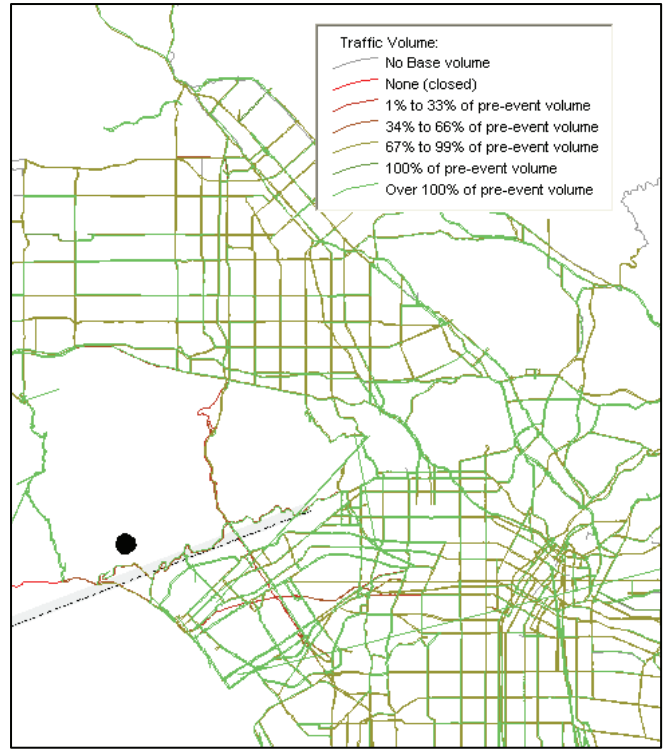 Traffic Volume:
No Base volume
None (closed)
1% to 33% of pre-event volume
34% to 66% of pre-event volume
67% to 99% of pre-event volume
100% of pre-event volume
Over 100% of pre-event volume